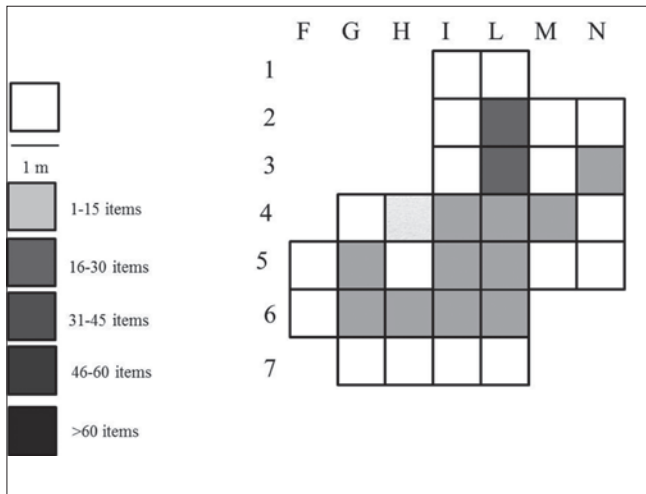 F G H I L M N
1
2
3
1 m
4
1-15 items
5
16-30 items
6
31-45 items
7
46-60 items
>60 items